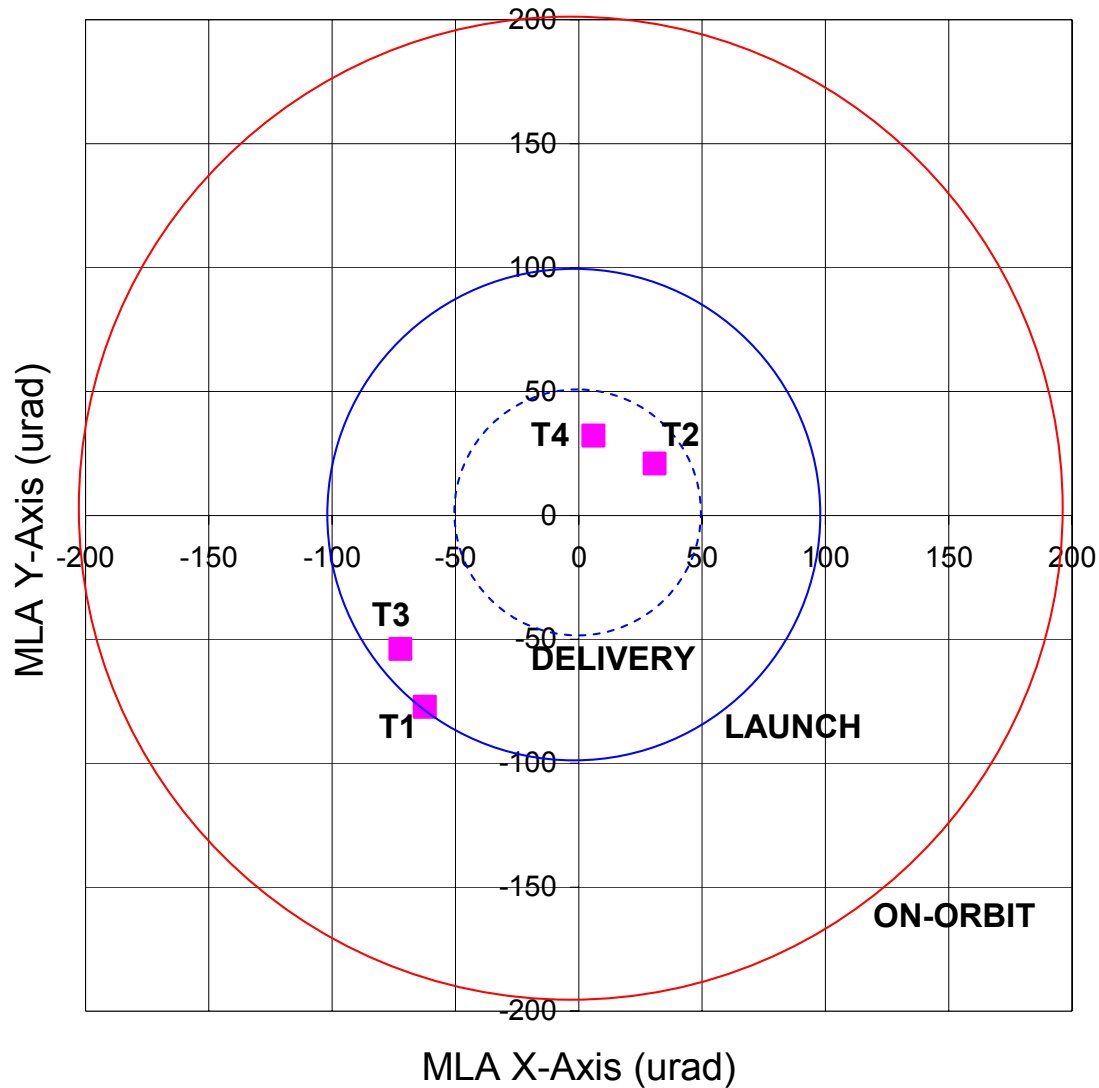 200
150
100
50
T4 T2
0
-200 -150 -100 -50 0 50 100 150 200
T3
-50
DELIVERY
T1 LAUNCH
-100
-150
ON-ORBIT
-200
MLA Y-Axis (urad)
MLA X-Axis (urad)